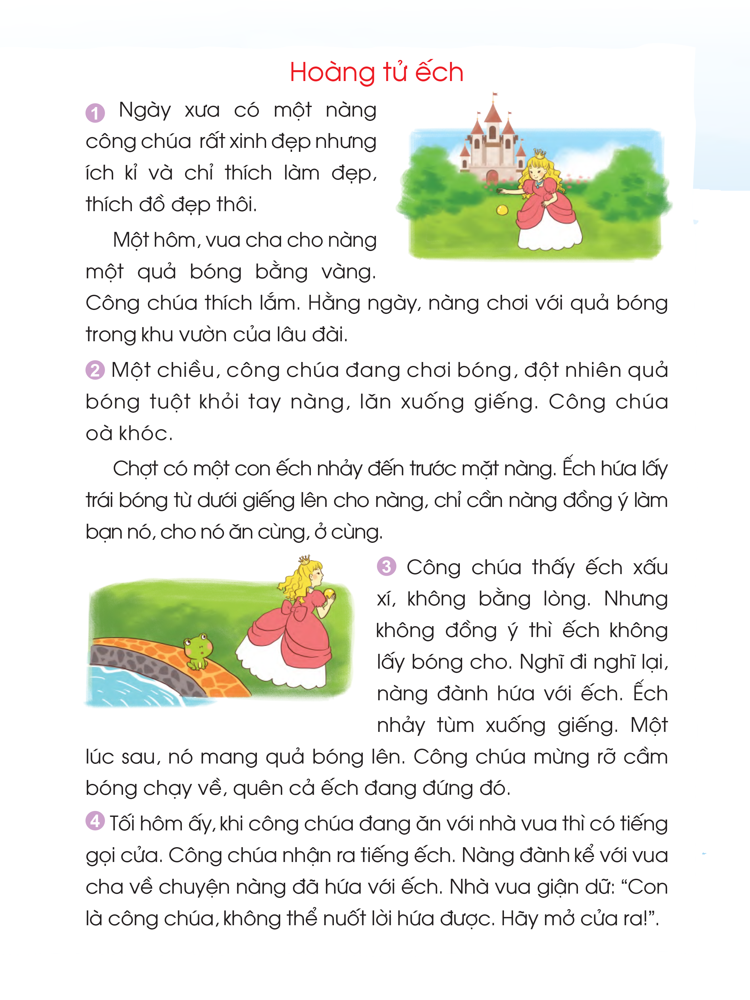 Hoàng tử ếch
1 Ngày xưa có một nàng
công chúa rất xinh đẹp nhưng
ích kỉ và chỉ thích làm đẹp,
thích đồ đẹp thôi.
Một hôm, vua cha cho nàng
một quả bóng bằng vàng.
Công chúa thích lắm. Hằng ngày, nàng chơi với quả bóng
trong khu vườn của lâu đài.
2 Một chiều, công chúa đang chơi bóng, đột nhiên quả
bóng tuột khỏi tay nàng, lăn xuống giếng. Công chúa
oà khóc.
Chợt có một con ếch nhảy đến trước mặt nàng. Ếch hứa lấy
trái bóng từ dưới giếng lên cho nàng, chỉ cần nàng đồng ý làm
bạn nó, cho nó ăn cùng, ở cùng.
3 Công chúa thấy ếch xấu
xí, không bằng lòng. Nhưng
không đồng ý thì ếch không
lấy bóng cho. Nghĩ đi nghĩ lại,
nàng đành hứa với ếch. Ếch
nhảy tùm xuống giếng. Một
lúc sau, nó mang quả bóng lên. Công chúa mừng rỡ cầm
bóng chạy về, quên cả ếch đang đứng đó.
4 Tối hôm ấy, khi công chúa đang ăn với nhà vua thì có tiếng
gọi cửa. Công chúa nhận ra tiếng ếch. Nàng đành kể với vua
cha về chuyện nàng đã hứa với ếch. Nhà vua giận dữ: “Con
là công chúa, không thể nuốt lời hứa được. Hãy mở cửa ra!”.